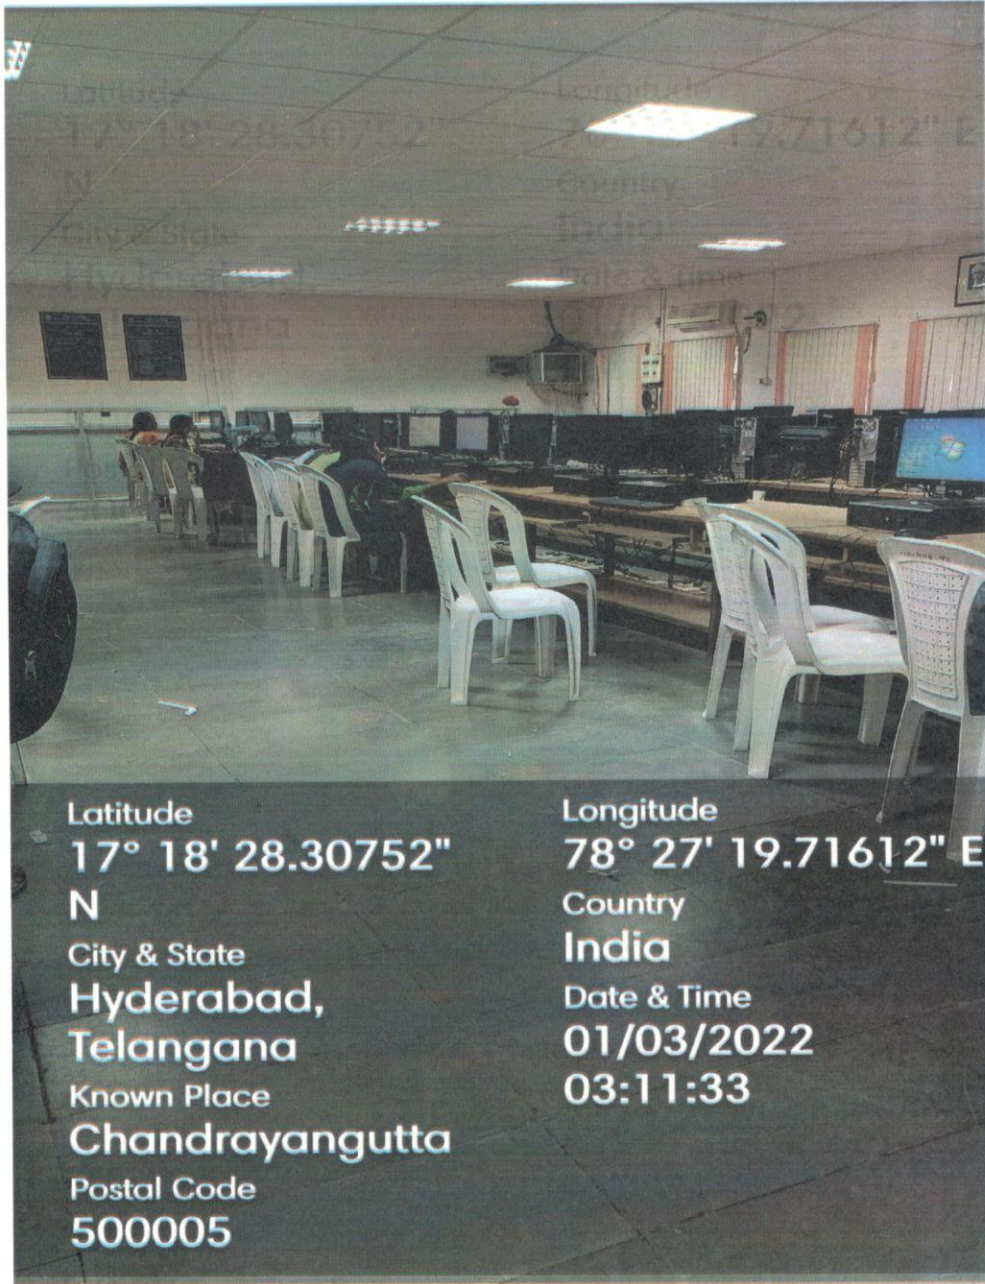 Latitude
17° 18' 28.30752"
N
City & State
Hyderabad,
Telangana
Known Place
Chandrayangutta
Postal Code
500005
Longitude
78° 27' 19.71612" E
Country
India
Date & Time
01/03/2022
03:11:33